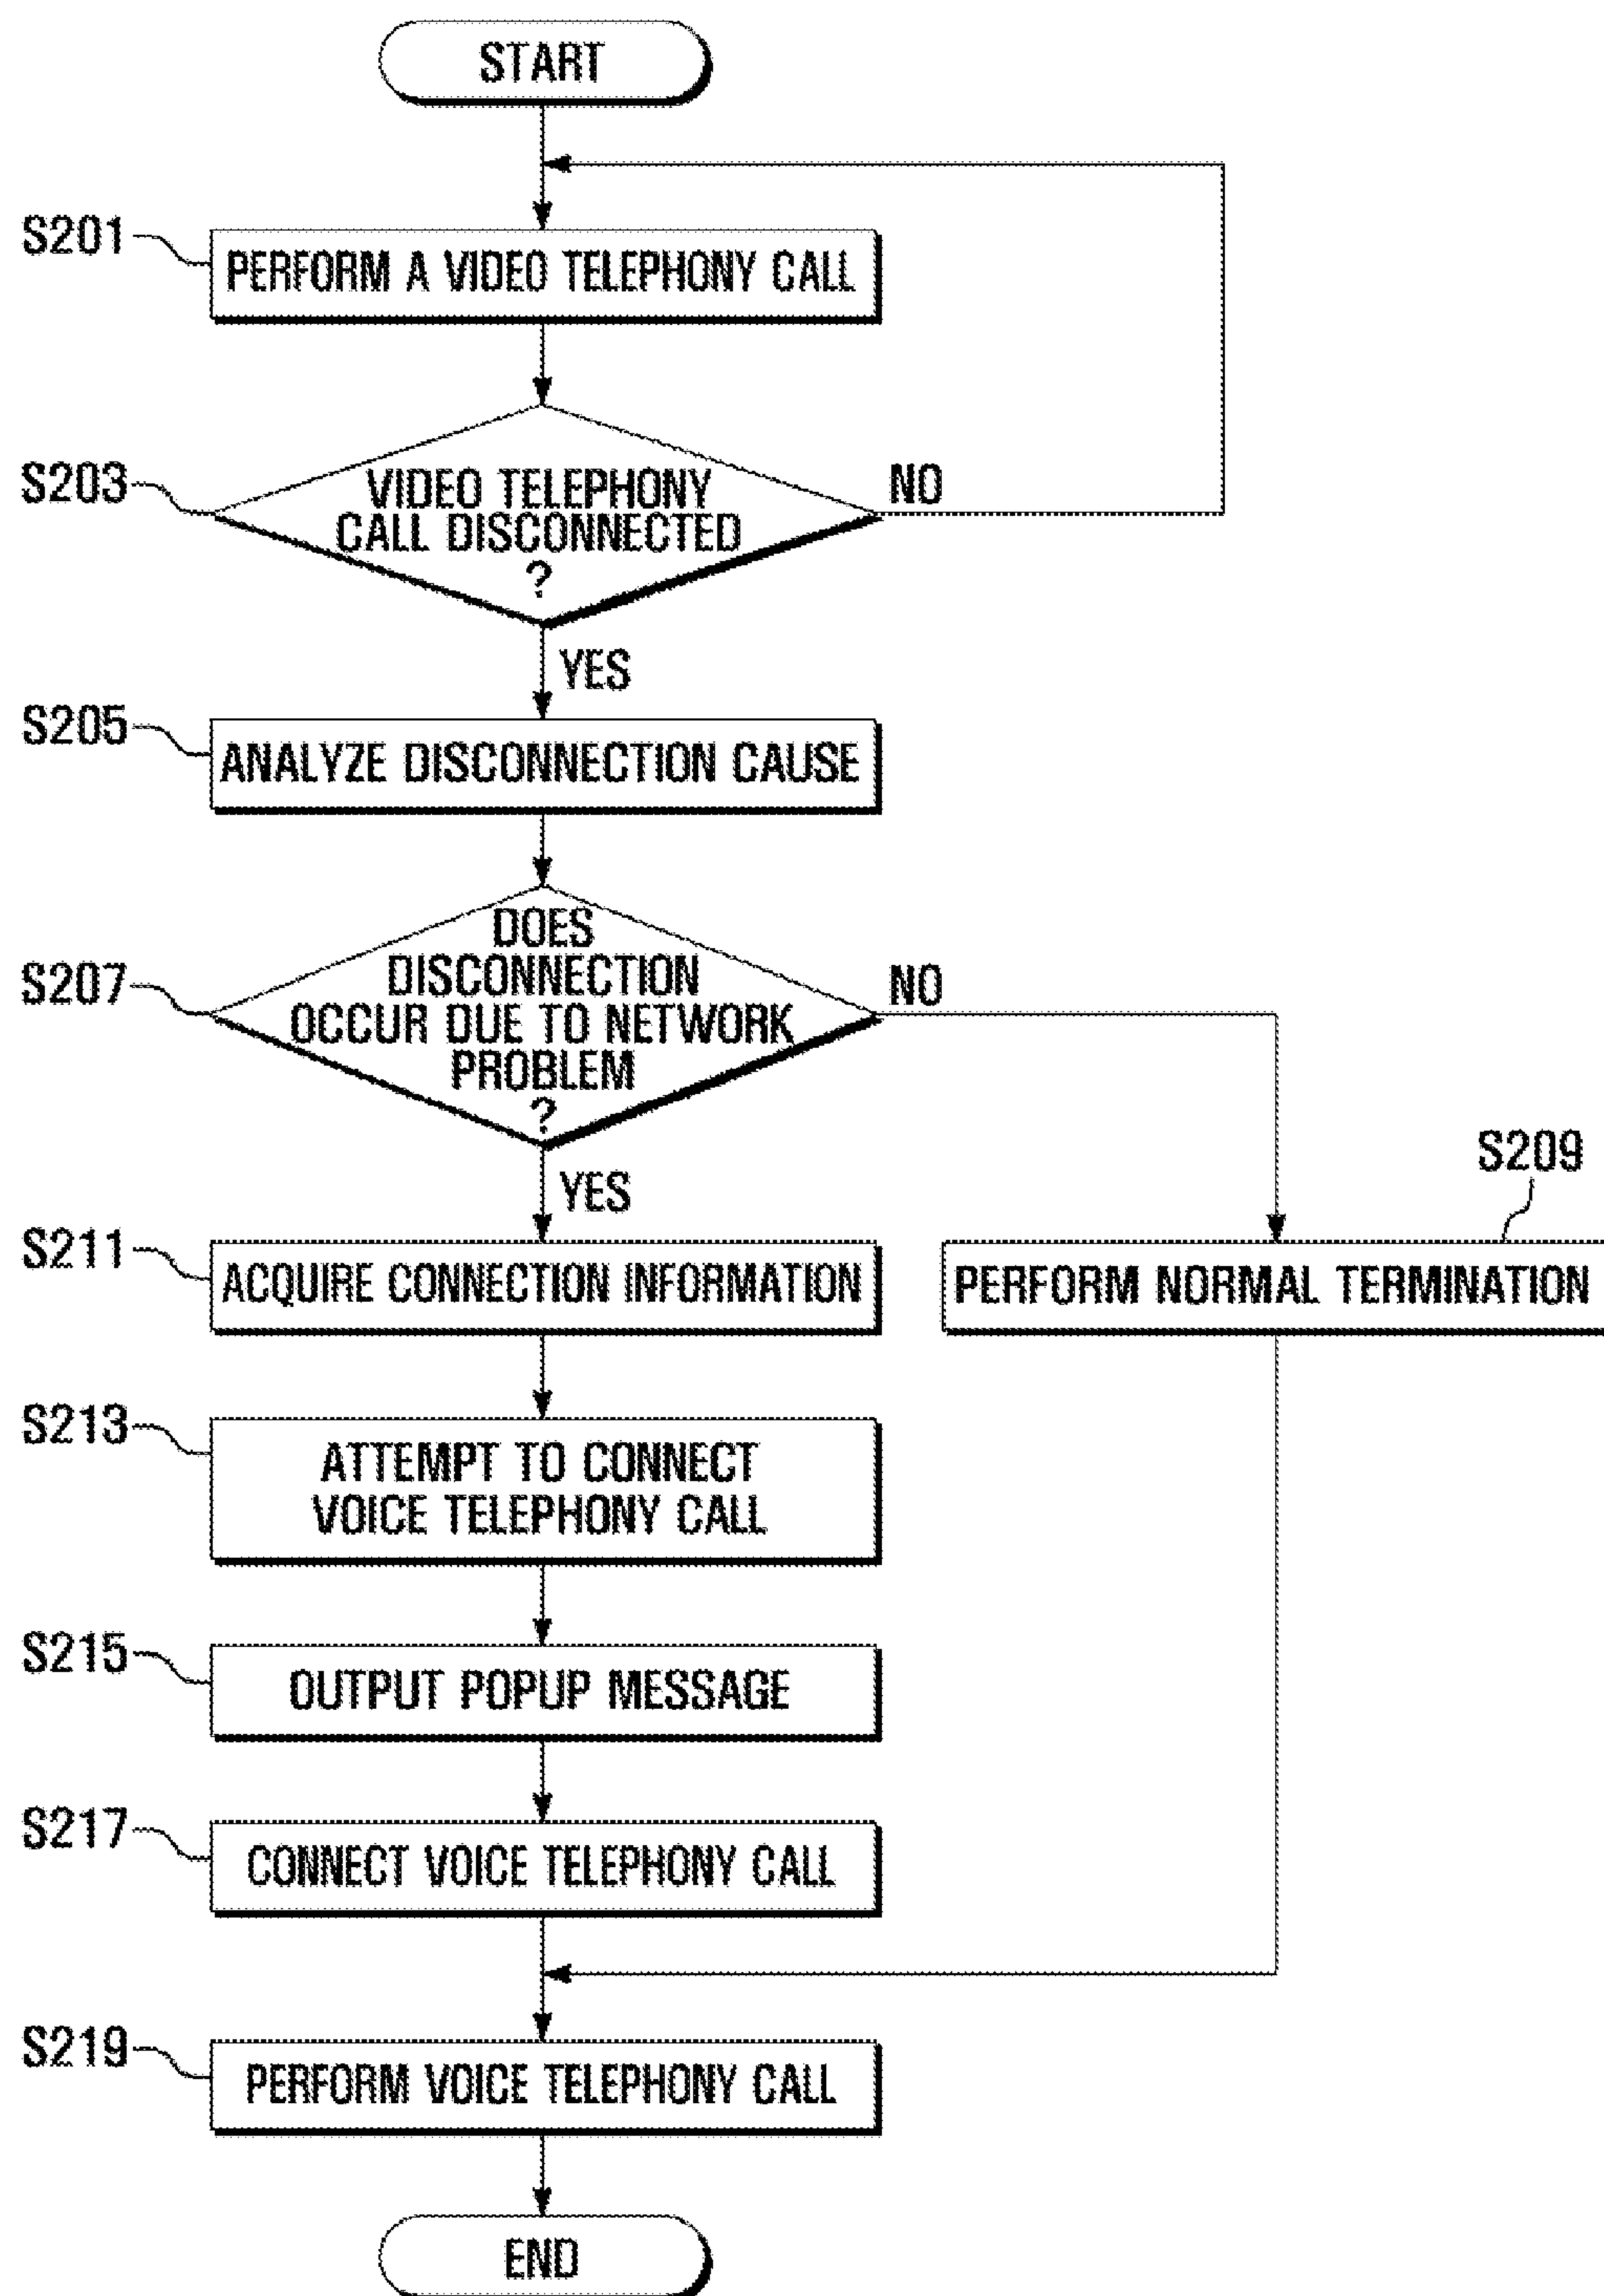 START
S201
PERFORM A VIDEO TELEPHONY CALL
S203
VIDEO TELEPHONY
CALL DISCONNECTED
?
NO
YES
S205
ANALYZE DISCONNECTION CAUSE
S207
DOES
DISCONNECTION
OCCUR DUE TO NETWORK
PROBLEM
?
NO
YES
S209
PERFORM NORMAL TERMINATION
S211
ACQUIRE CONNECTION INFORMATION
S213
ATTEMPT TO CONNECT
VOICE TELEPHONY CALL
S215
OUTPUT POPUP MESSAGE
S217
CONNECT VOICE TELEPHONY CALL
S219
PERFORM VOICE TELEPHONY CALL
END